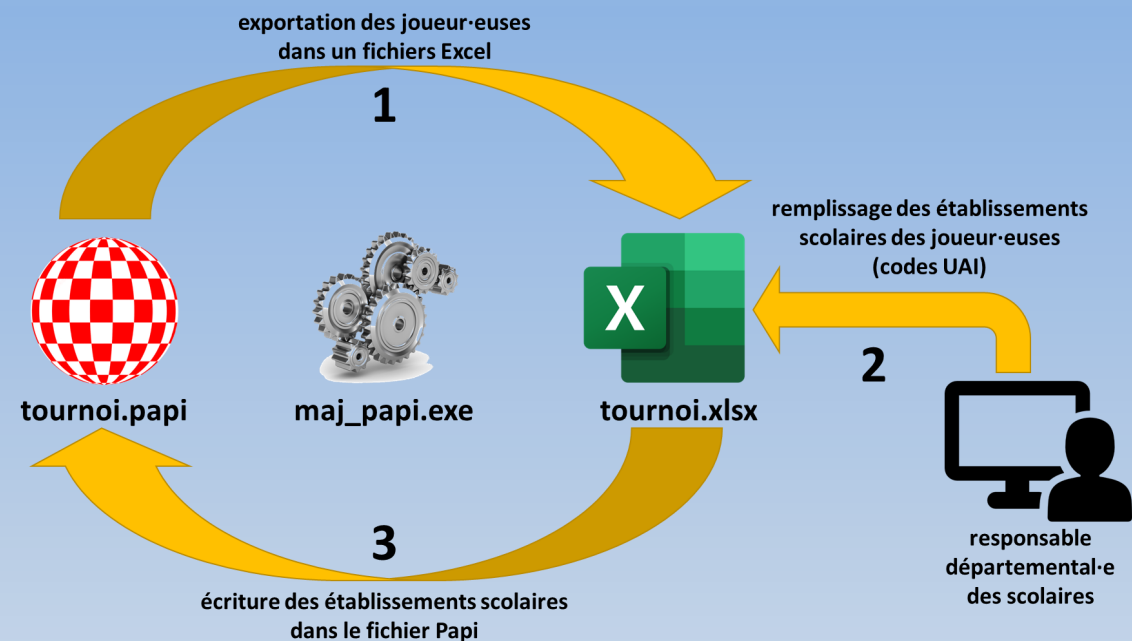 exportation des joueur·euses
dans un fichiers Excel
1
remplissage des établissements
scolaires des joueur·euses
(codes UAI)
X
2
tournoi.papi
maj_papi.exe
tournoi.xlsx
3
écriture des établissements scolaires
dans le fichier Papi
responsable
départemental·e
des scolaires